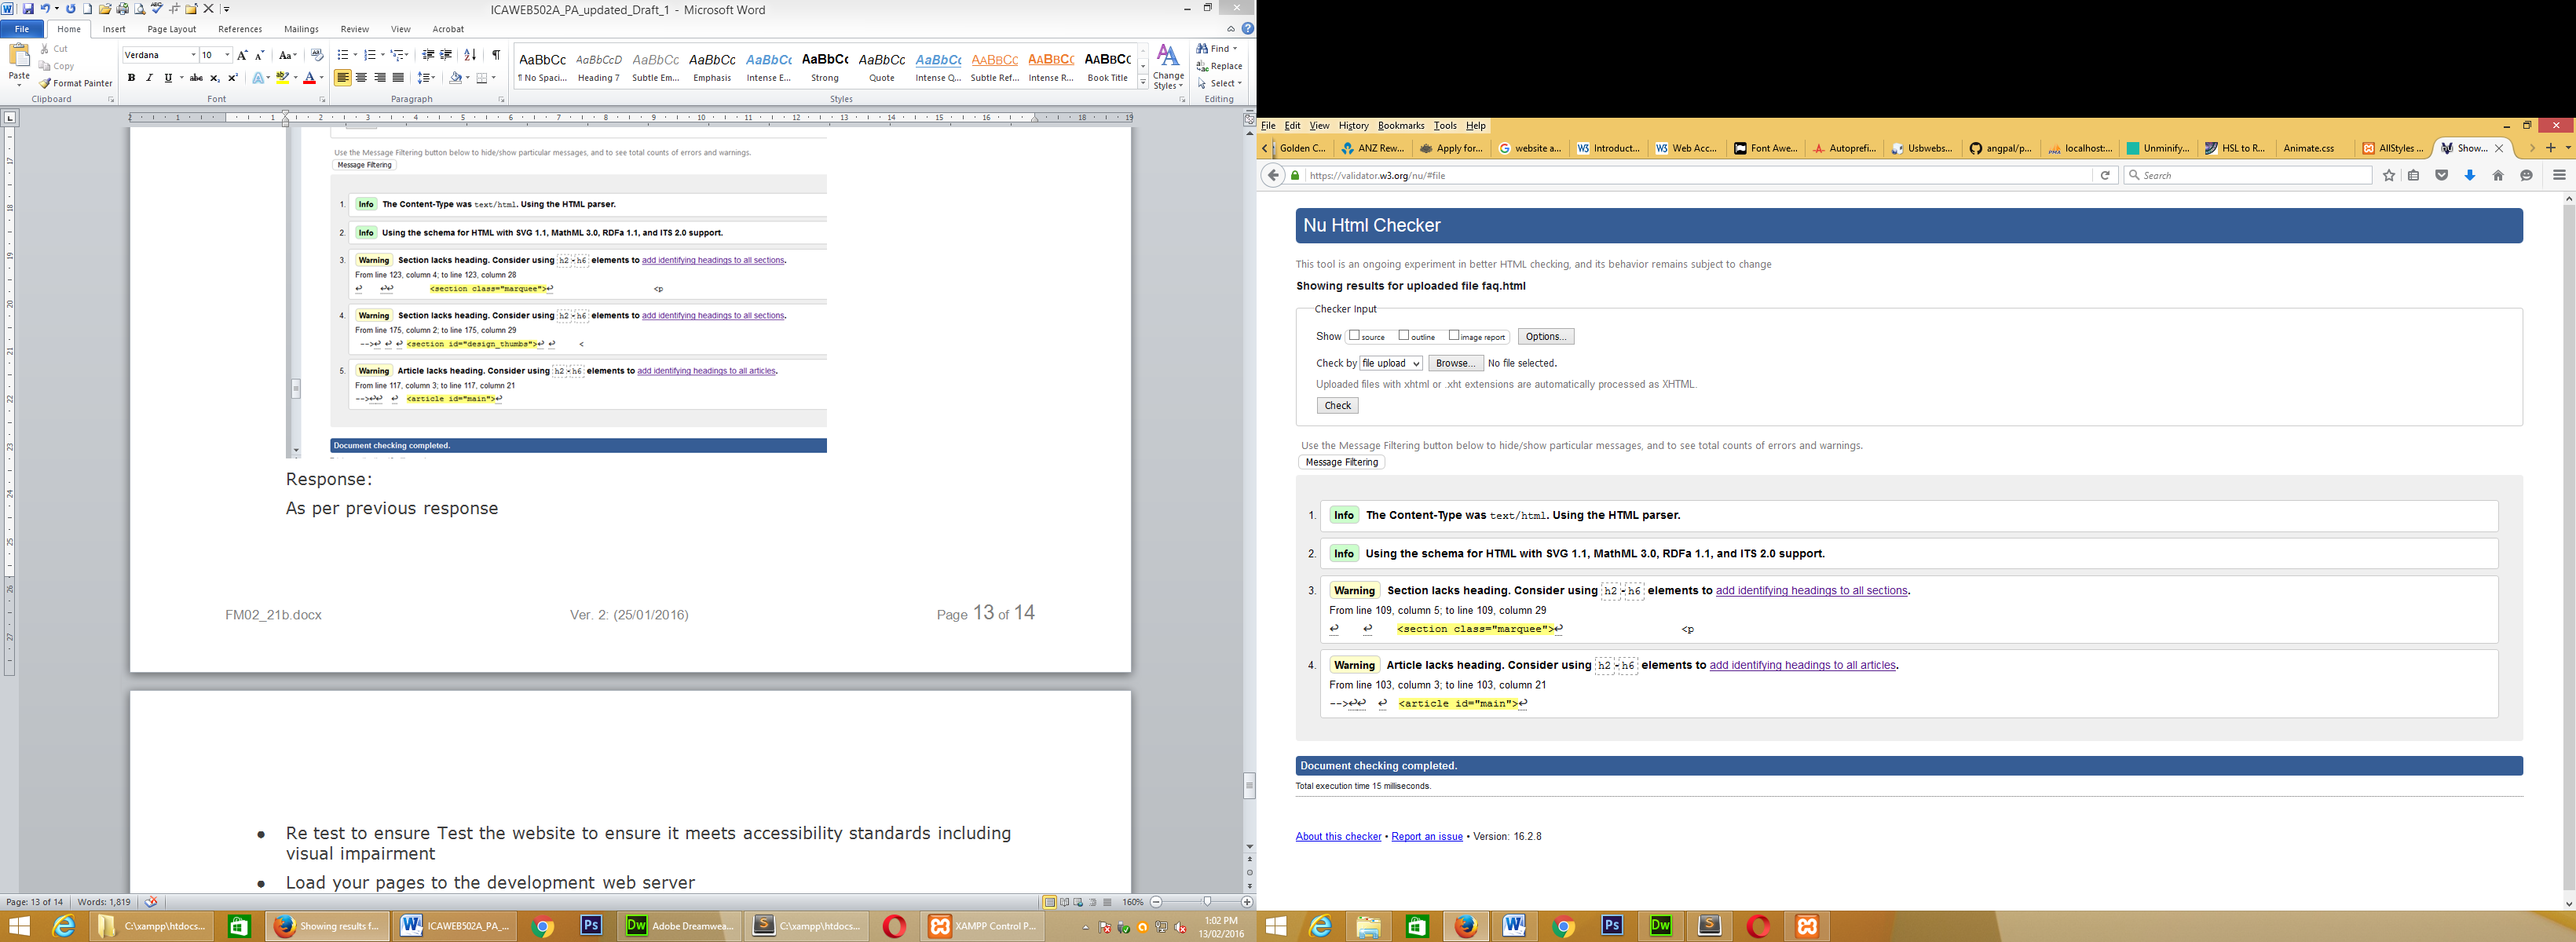 ICAWEB502A_PA_updated_Draft_1 - Microsoft Word
File Home Insert Page Layout References Mailings Review View Acrobat
Paste Cut Copy Format Painter
Verdana 10
AaBbCc AaBbCcD AaBbCc AaBbCc AaBbCc AaBbCc AaBbCc AaBbCc AABBCC AABBCC AABBCC
¶ No Spaci... Heading 7 Subtle Em... Emphasis Intense E... Strong Quote Intense Q... Subtle Ref... Intense R... Book Title
Change Styles
Find Replace Select
Clipboard Font Paragraph Styles Editing
Use the Message Filtering button below to hide/show particular messages, and to see total counts of errors and warnings.
Message Filtering
1. Info The Content-Type was text/html. Using the HTML parser.
2. Info Using the schema for HTML with SVG 1.1, MathML 3.0, RDFa 1.1, and ITS 2.0 support.
3. Warning Section lacks heading. Consider using h2-h6 elements to add identifying headings to all sections.
From line 123, column 4; to line 123, column 28
↩ ↩↩ <section class="marquee">↩ <p
4. Warning Section lacks heading. Consider using h2-h6 elements to add identifying headings to all sections.
From line 175, column 2; to line 175, column 29
-->↩ ↩ ↩ <section id="design_thumbs">↩ ↩ <
5. Warning Article lacks heading. Consider using h2-h6 elements to add identifying headings to all articles.
From line 117, column 3; to line 117, column 21
-->↩↩ ↩ <article id="main">↩
Document checking completed.
Response:
As per previous response
FM02_21b.docx Ver. 2: (25/01/2016) Page 13 of 14
• Re test to ensure Test the website to ensure it meets accessibility standards including
visual impairment
• Load your pages to the development web server
Page: 13 of 14 Words: 1,819 160%
C:\xampp\htdocs... Showing results f... ICAWEB502A_PA_... Ps Dw Adobe Dreamwea... C:\xampp\htdocs... XAMPP Control P... 1:02 PM
13/02/2016
File Edit View History Bookmarks Tools Help
Golden C... ANZ Rew... Apply for... website a... Introduct... Web Acc... Font Awe... Autoprefi... Usbwebs... angpal/p... localhost:... Unminify... HSL to R... Animate.css AllStyles ... Show...
https://validator.w3.org/nu/#file Search
Nu Html Checker
This tool is an ongoing experiment in better HTML checking, and its behavior remains subject to change
Showing results for uploaded file faq.html
Checker Input
Show source outline image report Options...
Check by file upload Browse... No file selected.
Uploaded files with xhtml or .xht extensions are automatically processed as XHTML.
Check
Use the Message Filtering button below to hide/show particular messages, and to see total counts of errors and warnings.
Message Filtering
1. Info The Content-Type was text/html. Using the HTML parser.
2. Info Using the schema for HTML with SVG 1.1, MathML 3.0, RDFa 1.1, and ITS 2.0 support.
3. Warning Section lacks heading. Consider using h2-h6 elements to add identifying headings to all sections.
From line 109, column 5; to line 109, column 29
↩ ↩ <section class="marquee">↩ <p
4. Warning Article lacks heading. Consider using h2-h6 elements to add identifying headings to all articles.
From line 103, column 3; to line 103, column 21
-->↩↩ ↩ <article id="main">↩
Document checking completed.
Total execution time 15 milliseconds.
About this checker • Report an issue • Version: 16.2.8
Ps Dw